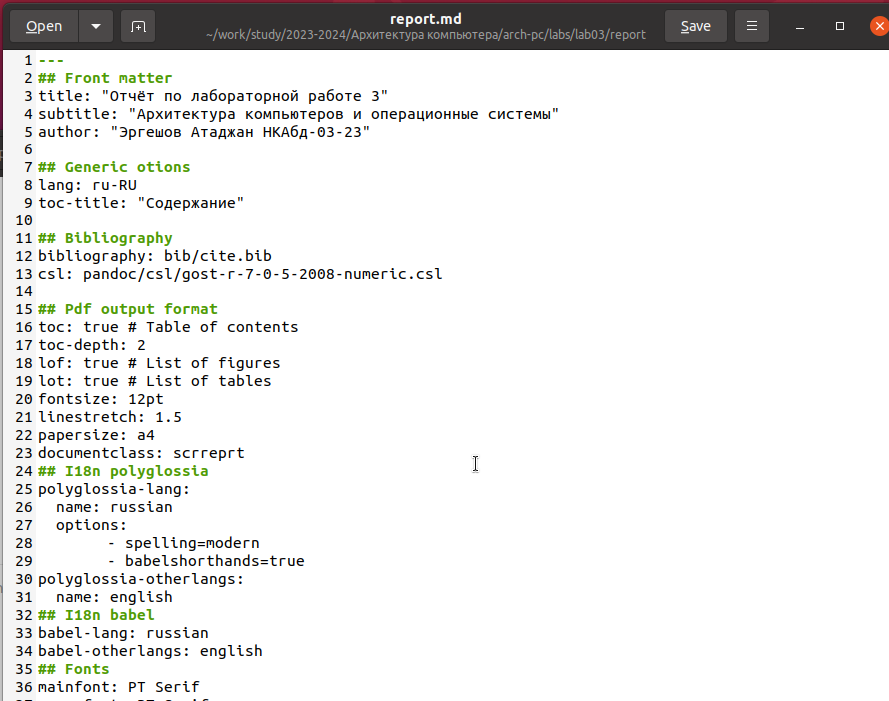 Open
report.md
~/work/study/2023-2024/Архитектура компьютера/arch-pc/labs/lab03/report
Save
1 ---
2 ## Front matter
3 title: "Отчёт по лабораторной работе 3"
4 subtitle: "Архитектура компьютеров и операционные системы"
5 author: "Эргешов Атаджан НКАбд-03-23"
6
7 ## Generic otions
8 lang: ru-RU
9 toc-title: "Содержание"
10
11 ## Bibliography
12 bibliography: bib/cite.bib
13 csl: pandoc/csl/gost-r-7-0-5-2008-numeric.csl
14
15 ## Pdf output format
16 toc: true # Table of contents
17 toc-depth: 2
18 lof: true # List of figures
19 lot: true # List of tables
20 fontsize: 12pt
21 linestretch: 1.5
22 papersize: a4
23 documentclass: scrreprt
24 ## I18n polyglossia
25 polyglossia-lang:
26   name: russian
27   options:
28         - spelling=modern
29         - babelshorthands=true
30 polyglossia-otherlangs:
31   name: english
32 ## I18n babel
33 babel-lang: russian
34 babel-otherlangs: english
35 ## Fonts
36 mainfont: PT Serif